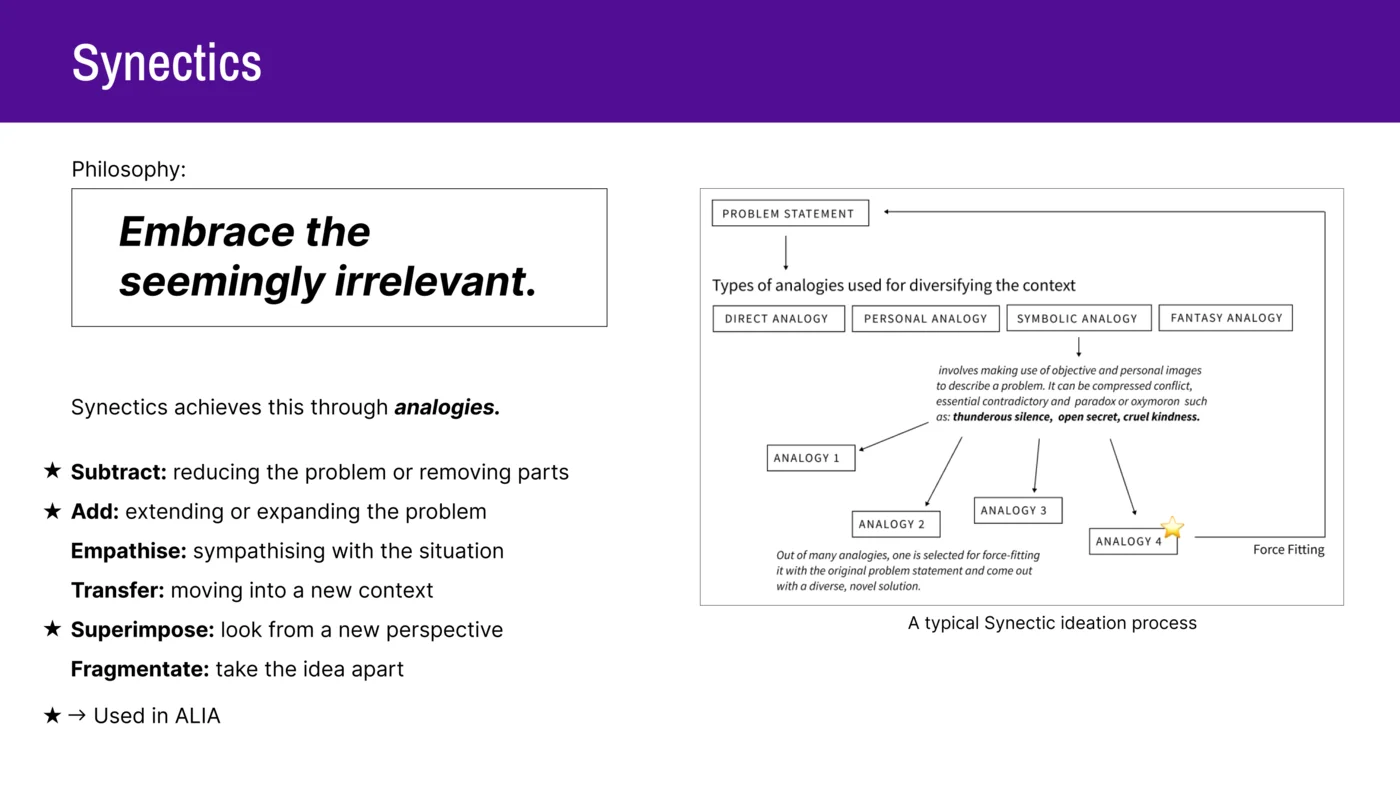 Synectics
Philosophy:
Embrace the
seemingly irrelevant.
Synectics achieves this through analogies.
★ Subtract: reducing the problem or removing parts
★ Add: extending or expanding the problem
Empathise: sympathising with the situation
Transfer: moving into a new context
★ Superimpose: look from a new perspective
Fragmentate: take the idea apart
★ → Used in ALIA
PROBLEM STATEMENT
Types of analogies used for diversifying the context
DIRECT ANALOGY
PERSONAL ANALOGY
SYMBOLIC ANALOGY
FANTASY ANALOGY
involves making use of objective and personal images
to describe a problem. It can be compressed conflict,
essential contradictory and paradox or oxymoron such
as: thunderous silence, open secret, cruel kindness.
ANALOGY 1
ANALOGY 2
ANALOGY 3
ANALOGY 4
Force Fitting
Out of many analogies, one is selected for force-fitting
it with the original problem statement and come out
with a diverse, novel solution.
A typical Synectic ideation process